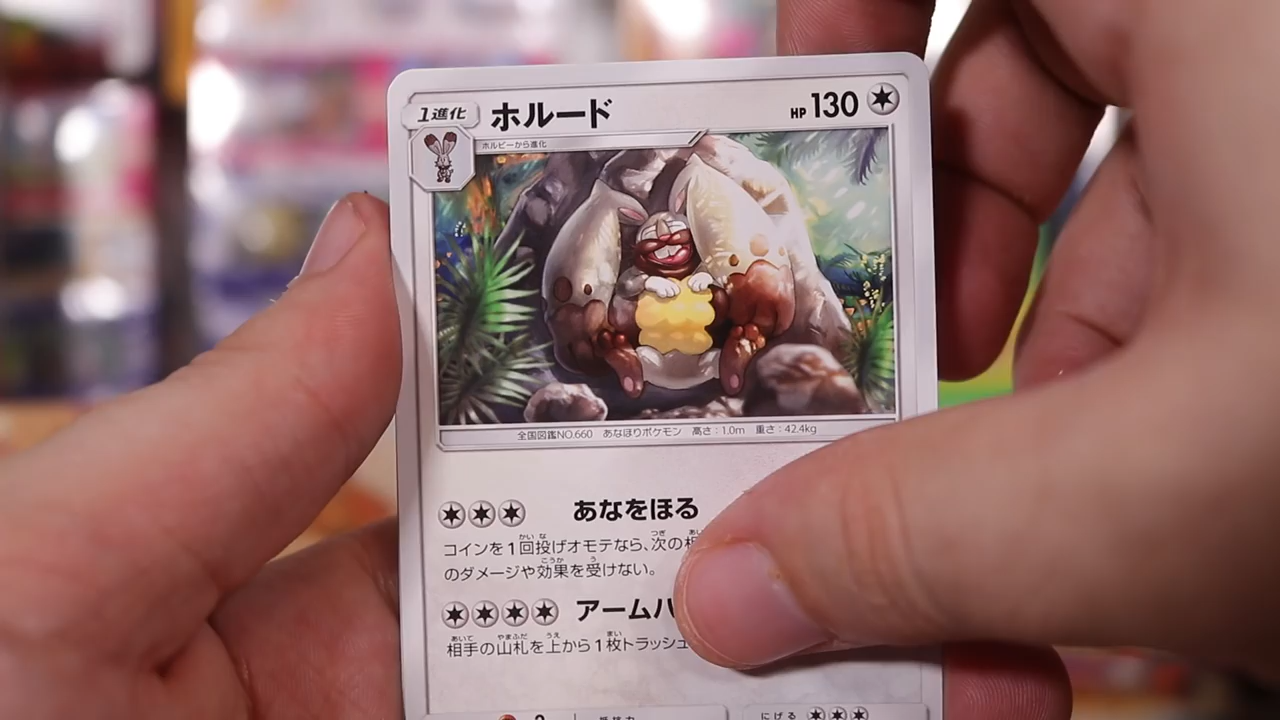 1進化 ホルード HP 130
ホルビーから進化
全国図鑑NO.660 あなほりポケモン 高さ：1.0m 重さ：42.4kg
あなをほる
コインを1回投げオモテなら、次の
のダメージや効果を受けない。
アームハ
相手の山札を上から1枚トラッシュ
にげる